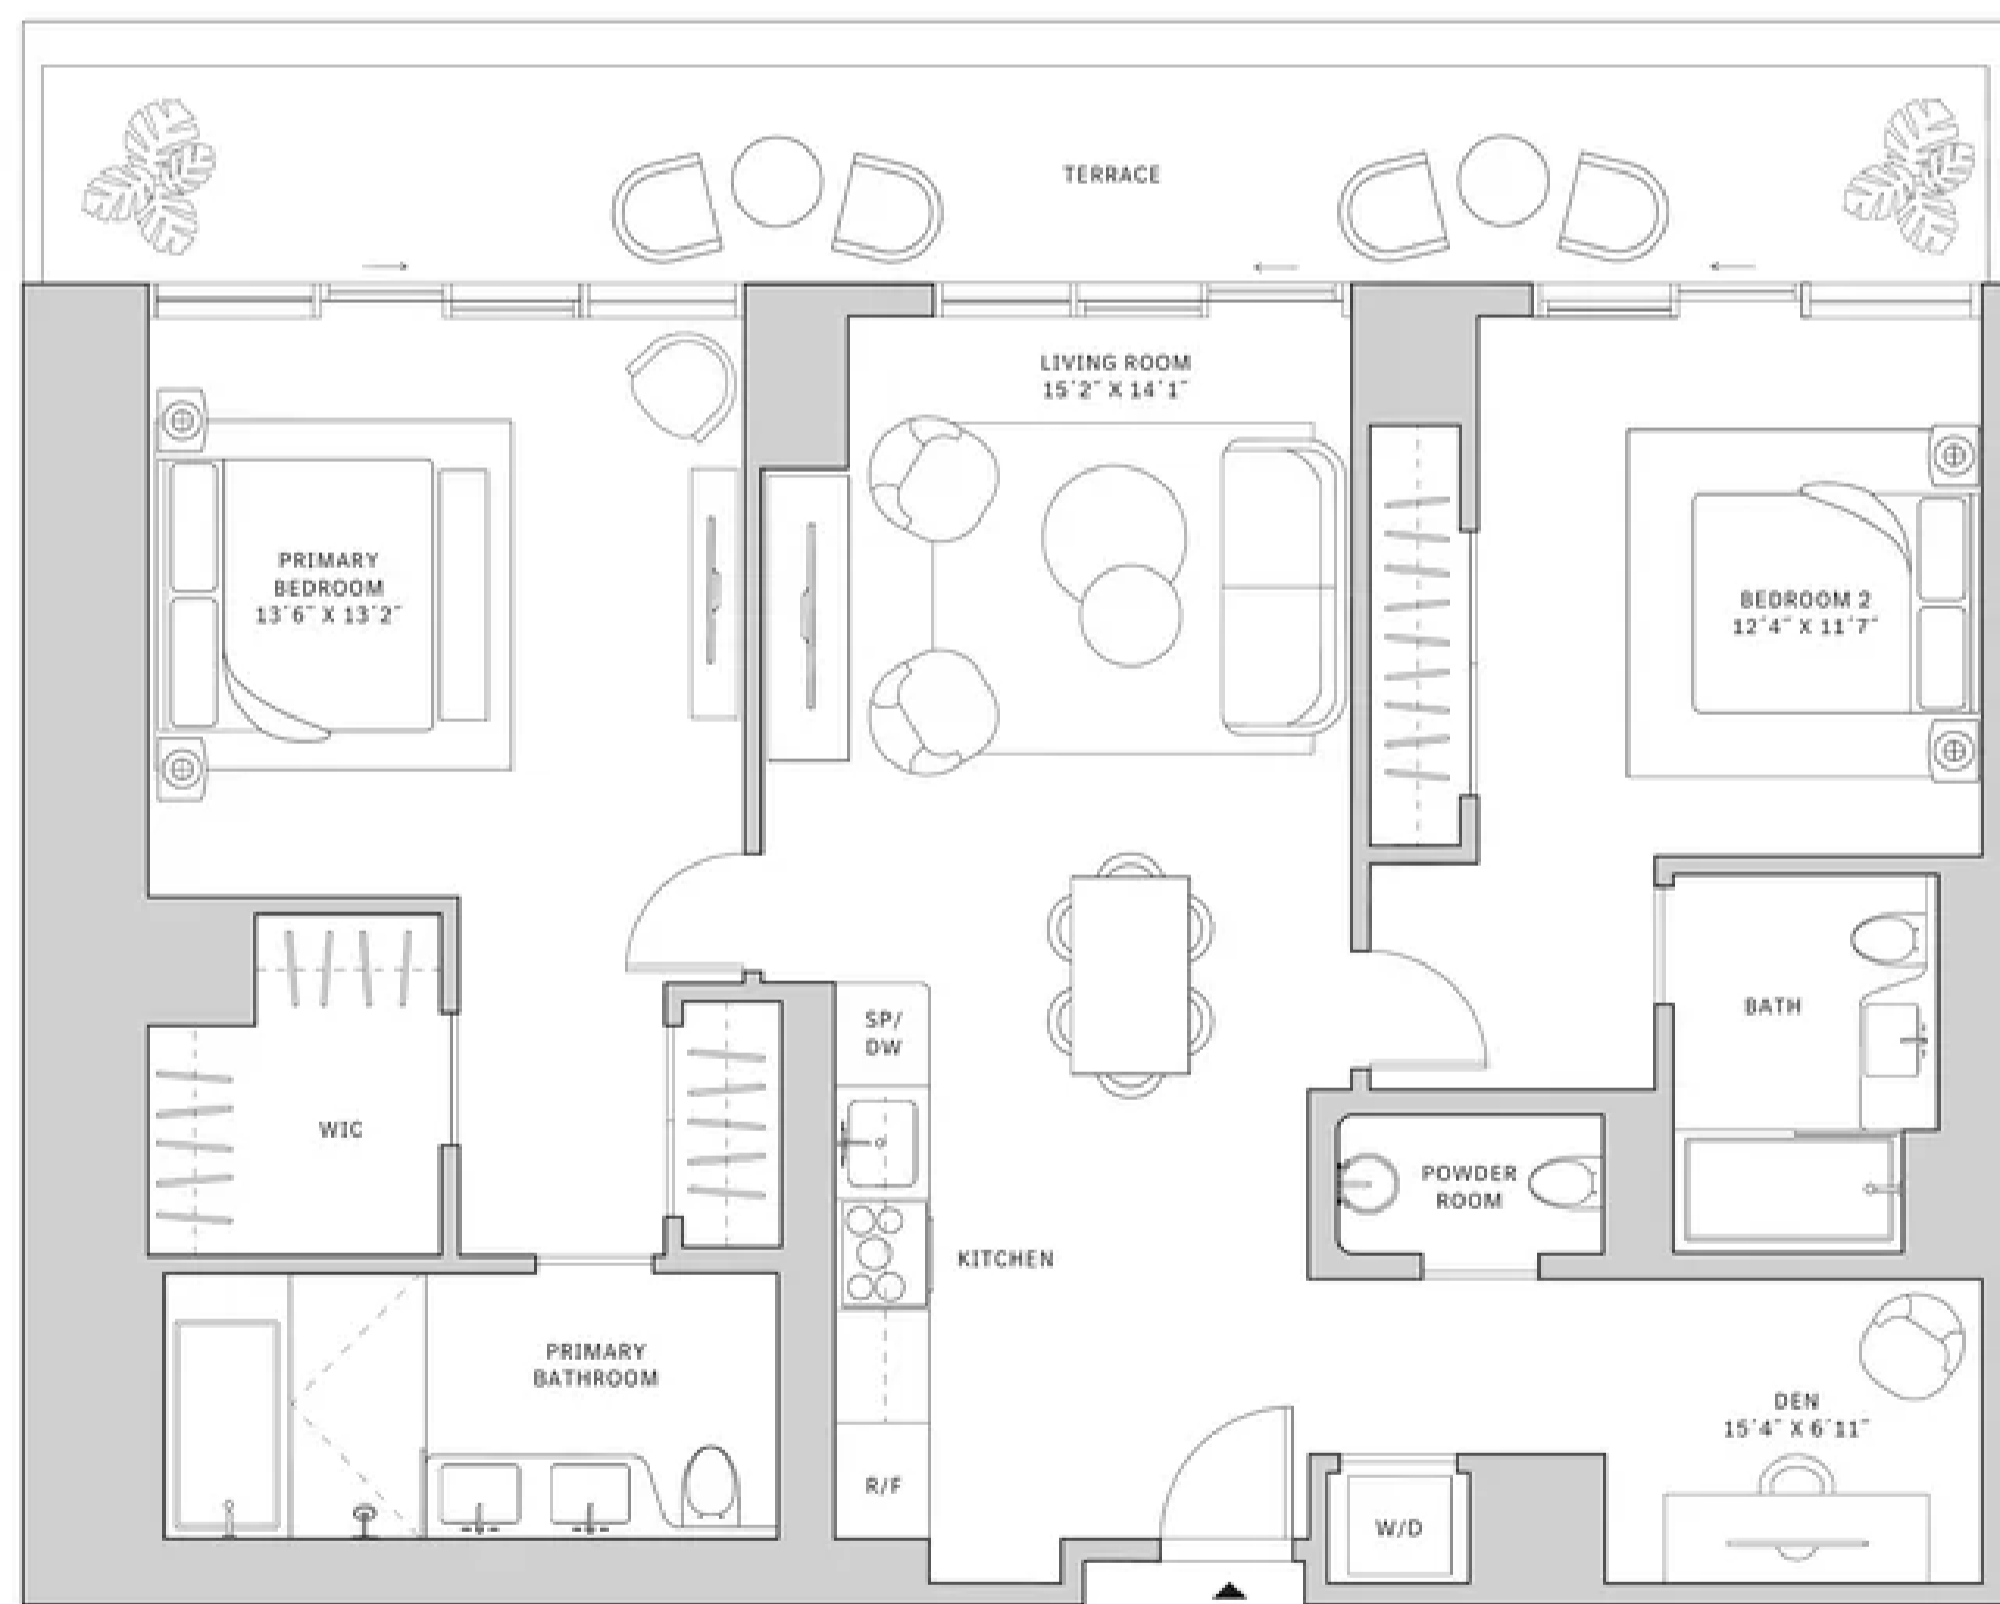 TERRACE
LIVING ROOM
15´2˝ X 14´1˝
PRIMARY
BEDROOM
13´6˝ X 13´2˝
BEDROOM 2
12´4˝ X 11´7˝
SP/
DW
BATH
WIC
POWDER
ROOM
KITCHEN
PRIMARY
BATHROOM
DEN
15´4˝ X 6´11˝
R/F
W/D